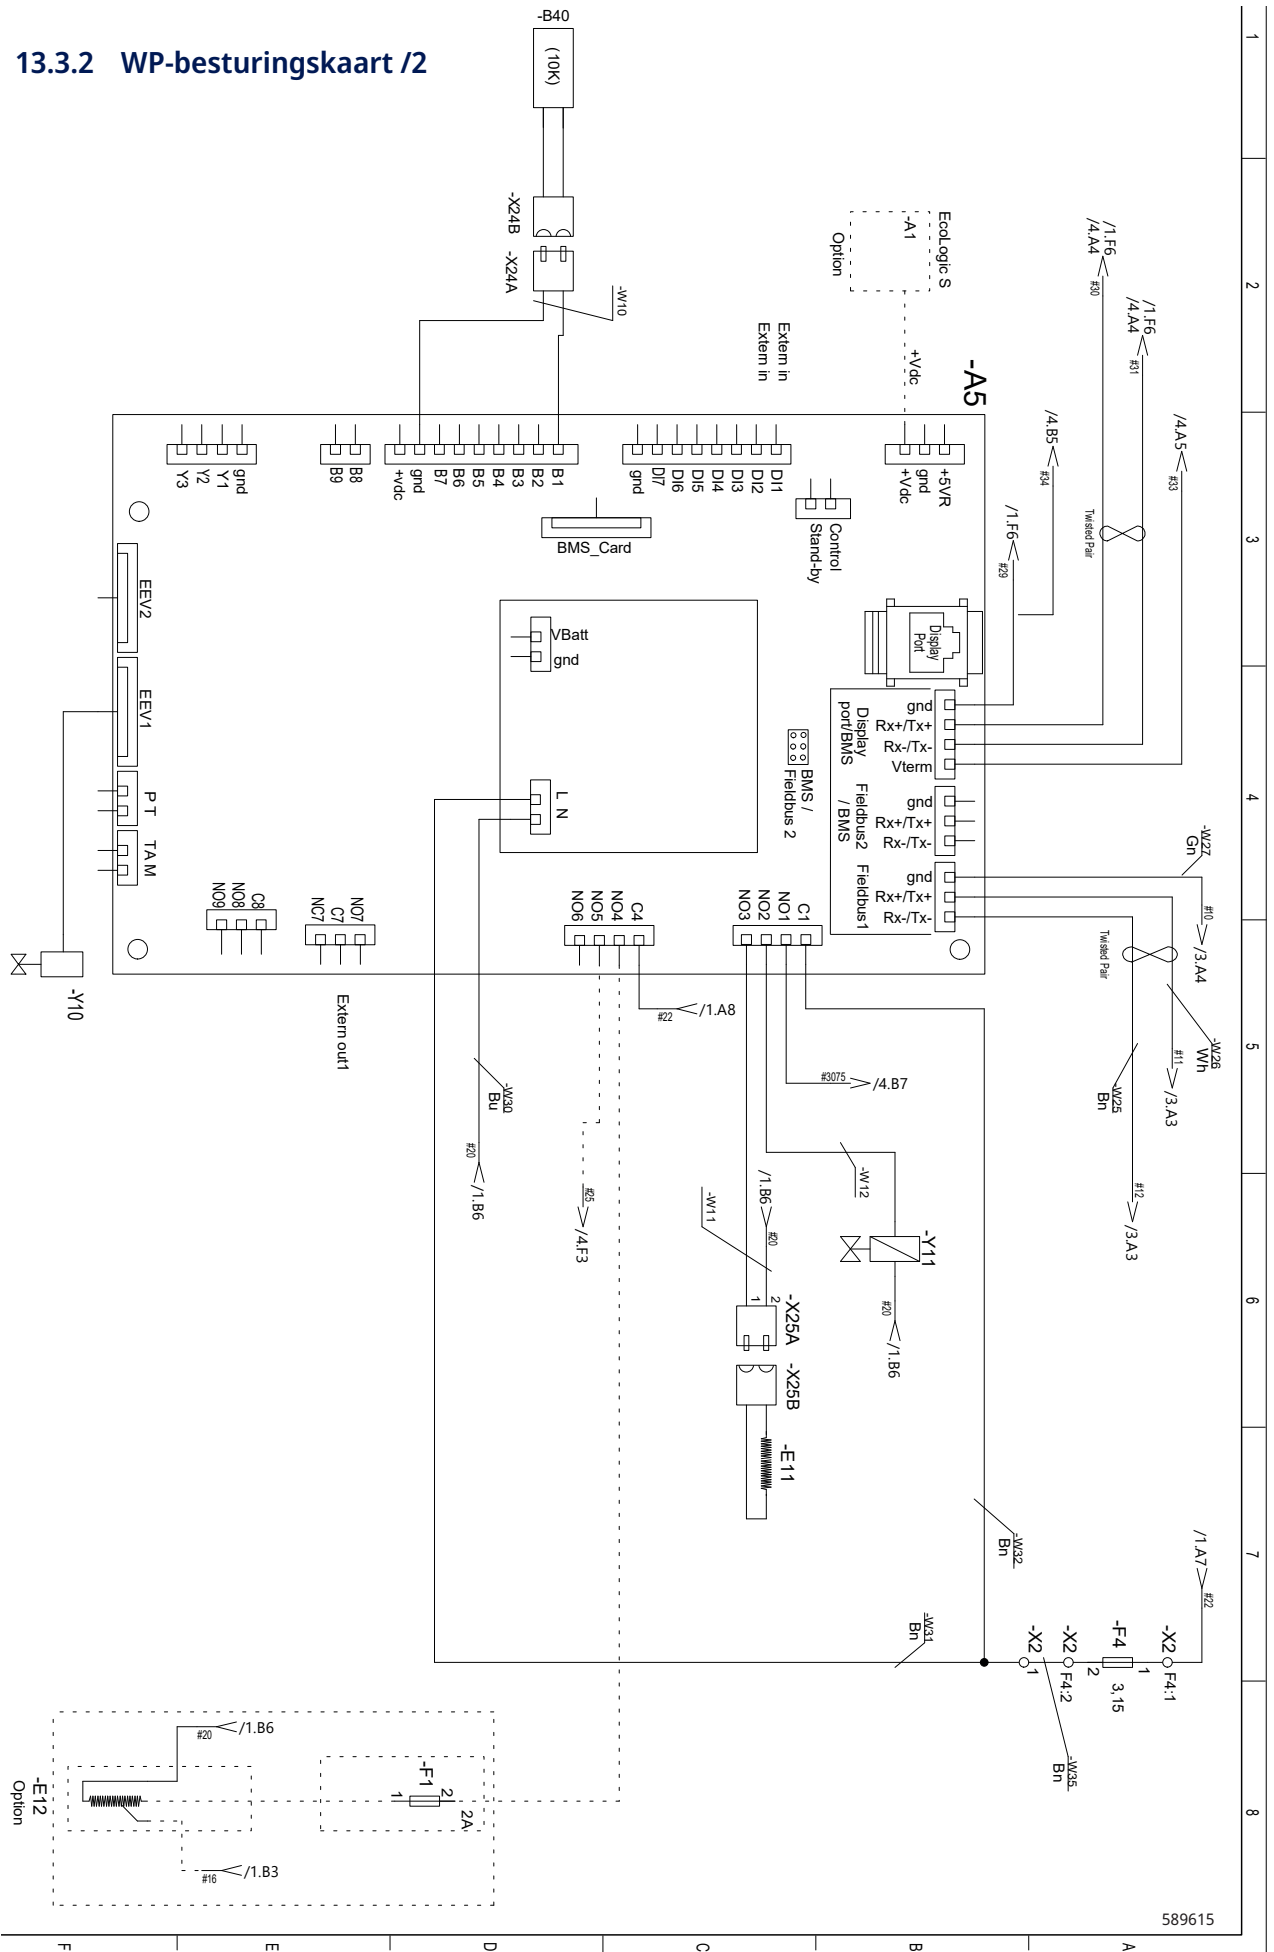 13.3.2 WP-besturingskaart /2
-B40
(10K)
-X24B
-X24A
-W10
EcoLogic S
-A1
Option
+Vdc
Extern in
Extern in
-A5
/1.F6
/4.A4
#30
/1.F6
/4.A4
#31
/4.A5
#33
/4.B5
#34
/1.F6
#29
Twisted Pair
+5VR
gnd
+Vdc
Control
Stand-by
DI1
DI2
DI3
DI4
DI5
DI6
DI7
gnd
B1
B2
B3
B4
B5
B6
B7
gnd
+vdc
B8
B9
gnd
Y1
Y2
Y3
BMS_Card
EEV2
EEV1
P T
TA M
VBatt
gnd
L N
BMS /
Fieldbus 2
Display
Port
Display
port/BMS
gnd
Rx+/Tx+
Rx-/Tx-
Vterm
Fieldbus2
/ BMS
gnd
Rx+/Tx+
Rx-/Tx-
Fieldbus1
gnd
Rx+/Tx+
Rx-/Tx-
-W27
Gn
#10
/3.A4
Twisted Pair
-W26
Wh
#11
/3.A3
-W25
Bn
#12
/3.A3
C8
NO8
NO9
NO7
C7
NC7
C4
NO4
NO5
NO6
C1
NO1
NO2
NO3
-Y10
Extern out1
#22
/1.A8
#3075
/4.B7
-W30
Bu
#20
/1.B6
#25
/4.F3
-W11
/1.B6
#20
-W12
-Y11
#20
/1.B6
1
2
-X25A
-X25B
-E11
-W32
Bn
-W31
Bn
/1.A7
#22
-X2
F4:1
-F4
1
2
3,15
-X2
F4:2
-X2
1
-W35
Bn
#20
/1.B6
-F1
1
2
2A
-E12
Option
#16
/1.B3
589615
1
2
3
4
5
6
7
8
F
E
D
C
B
A